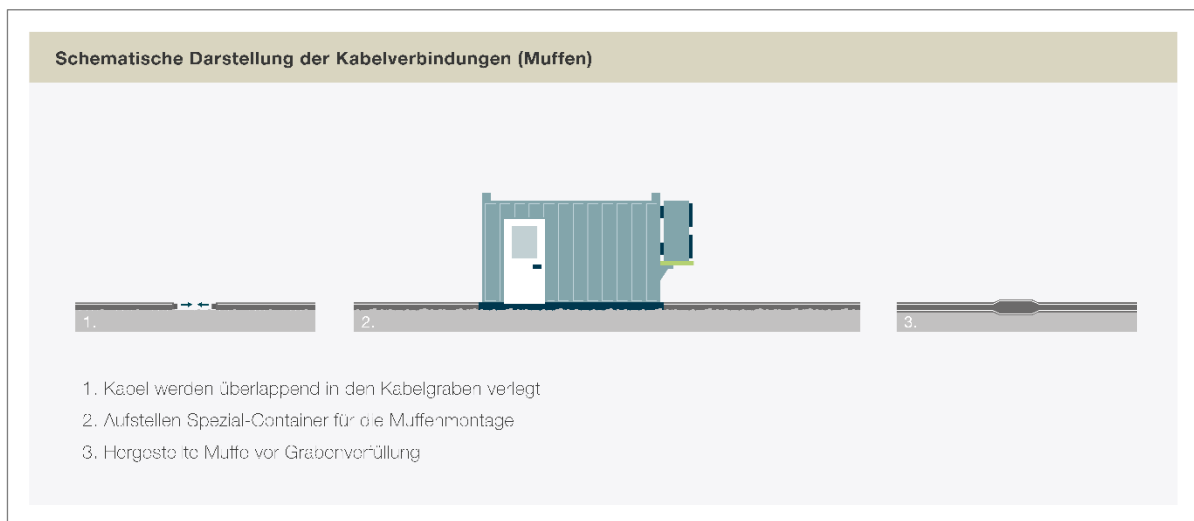 Schematische Darstellung der Kabelverbindungen (Muffen)
1.
2.
3.
1. Kabel werden überlappend in den Kabelgraben verlegt
2. Aufstellen Spezial-Container für die Muffenmontage
3. Hergestellte Muffe vor Grabenverfüllung